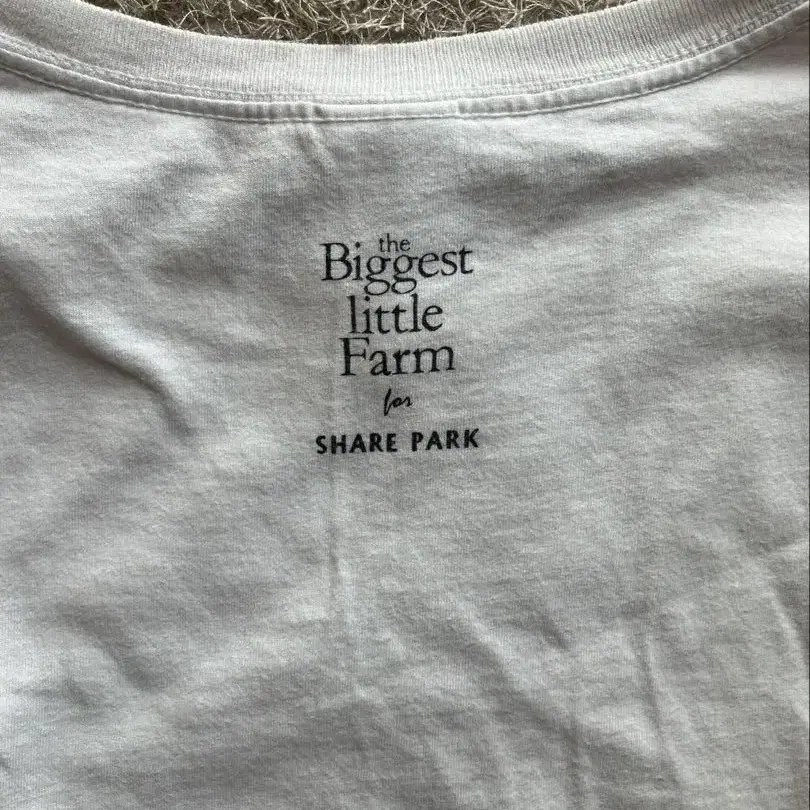 the
Biggest
little
Farm
for
SHARE PARK